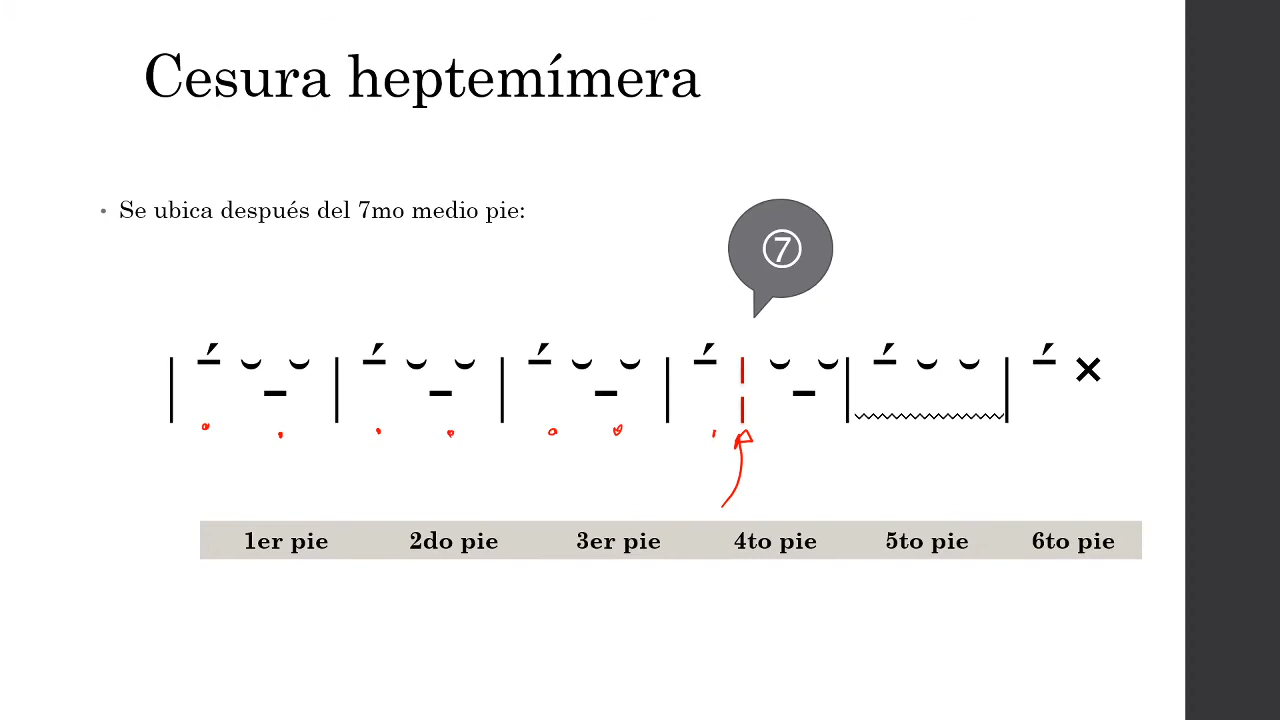 Cesura heptemímera
• Se ubica después del 7mo medio pie:
⑦
1er pie 2do pie 3er pie 4to pie 5to pie 6to pie